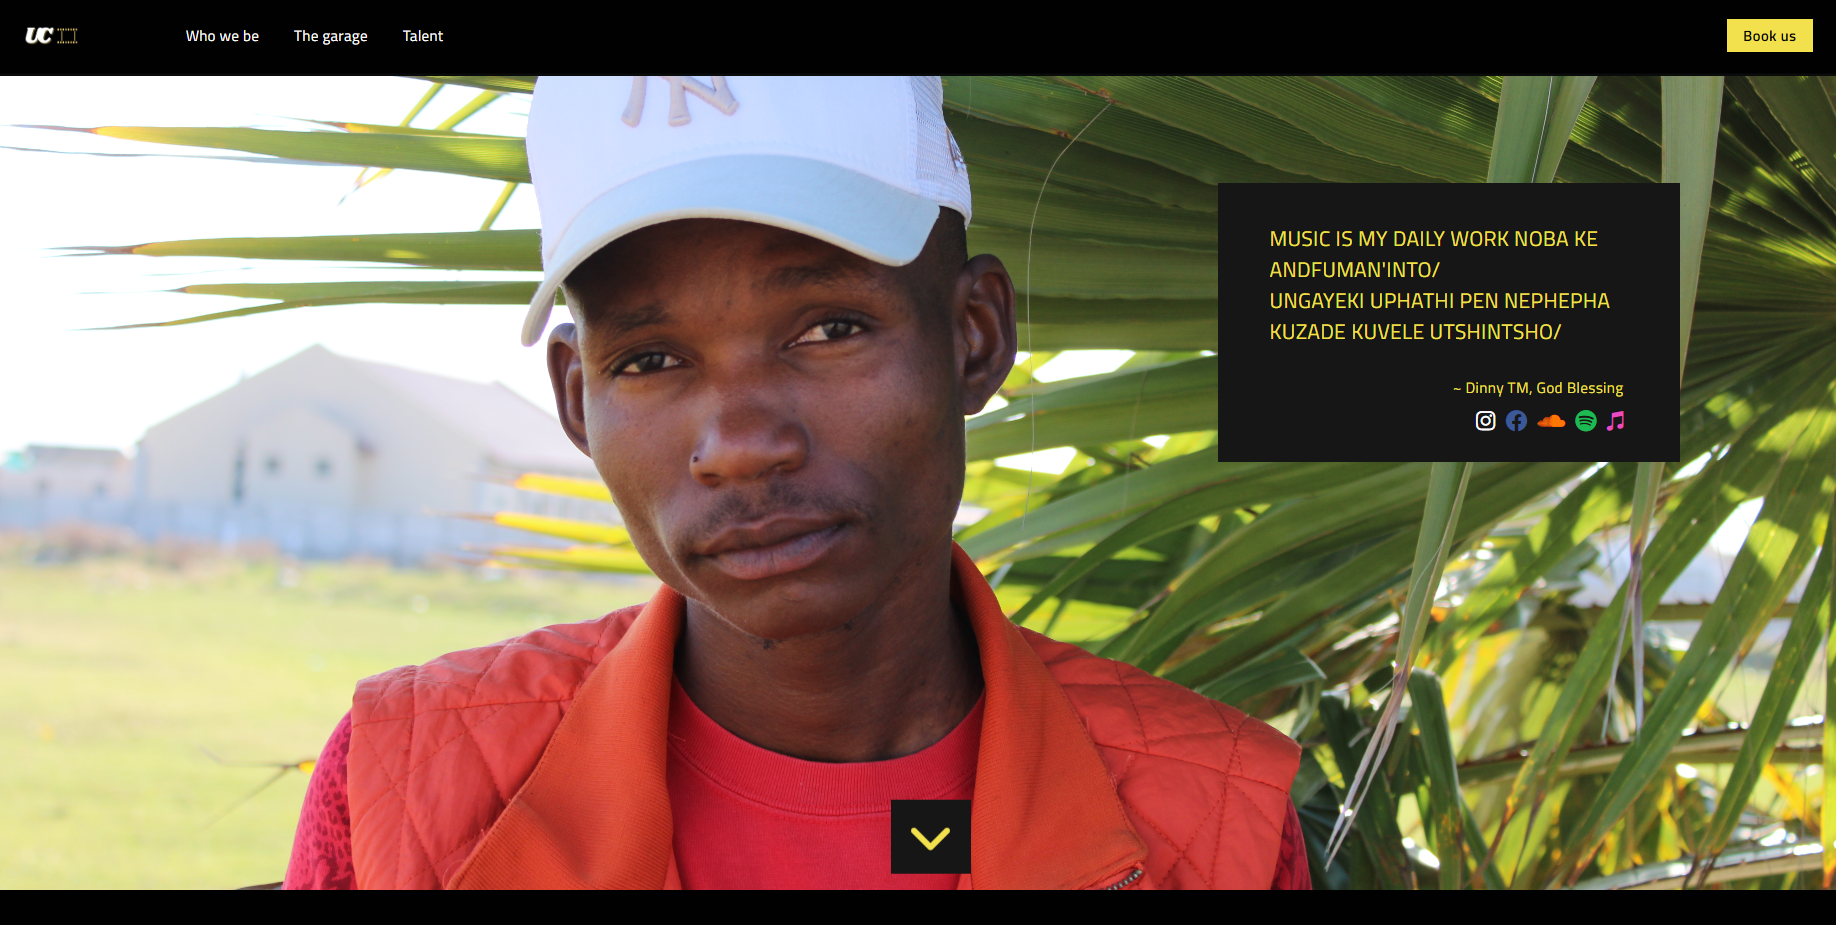 UC
Who we be
The garage
Talent
Book us
MUSIC IS MY DAILY WORK NOBA KE
ANDFUMAN'INTO/
UNGAYEKI UPHATHI PEN NEPHEPHA
KUZADE KUVELE UTSHINTSHO/
~ Dinny TM, God Blessing